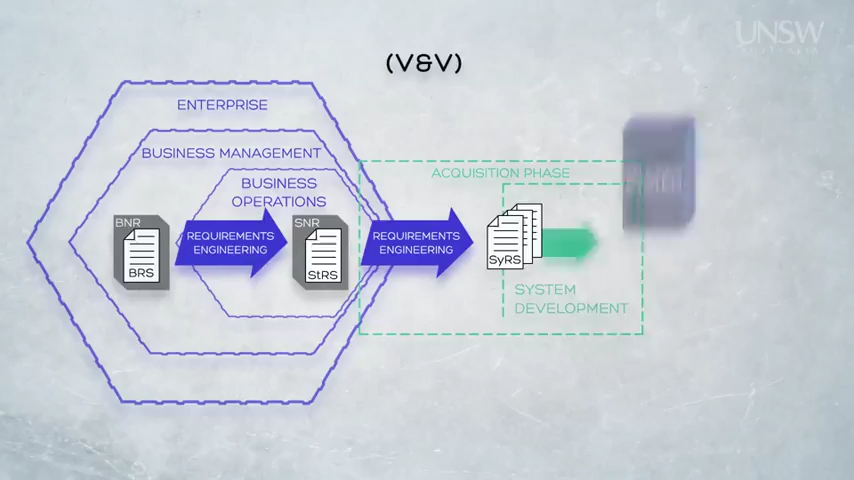 UNSW
AUSTRALIA
(V&V)
ENTERPRISE
BUSINESS MANAGEMENT
BUSINESS
OPERATIONS
ACQUISITION PHASE
BNR
BRS
REQUIREMENTS
ENGINEERING
SNR
StRS
REQUIREMENTS
ENGINEERING
SyRS
SYSTEM
DEVELOPMENT